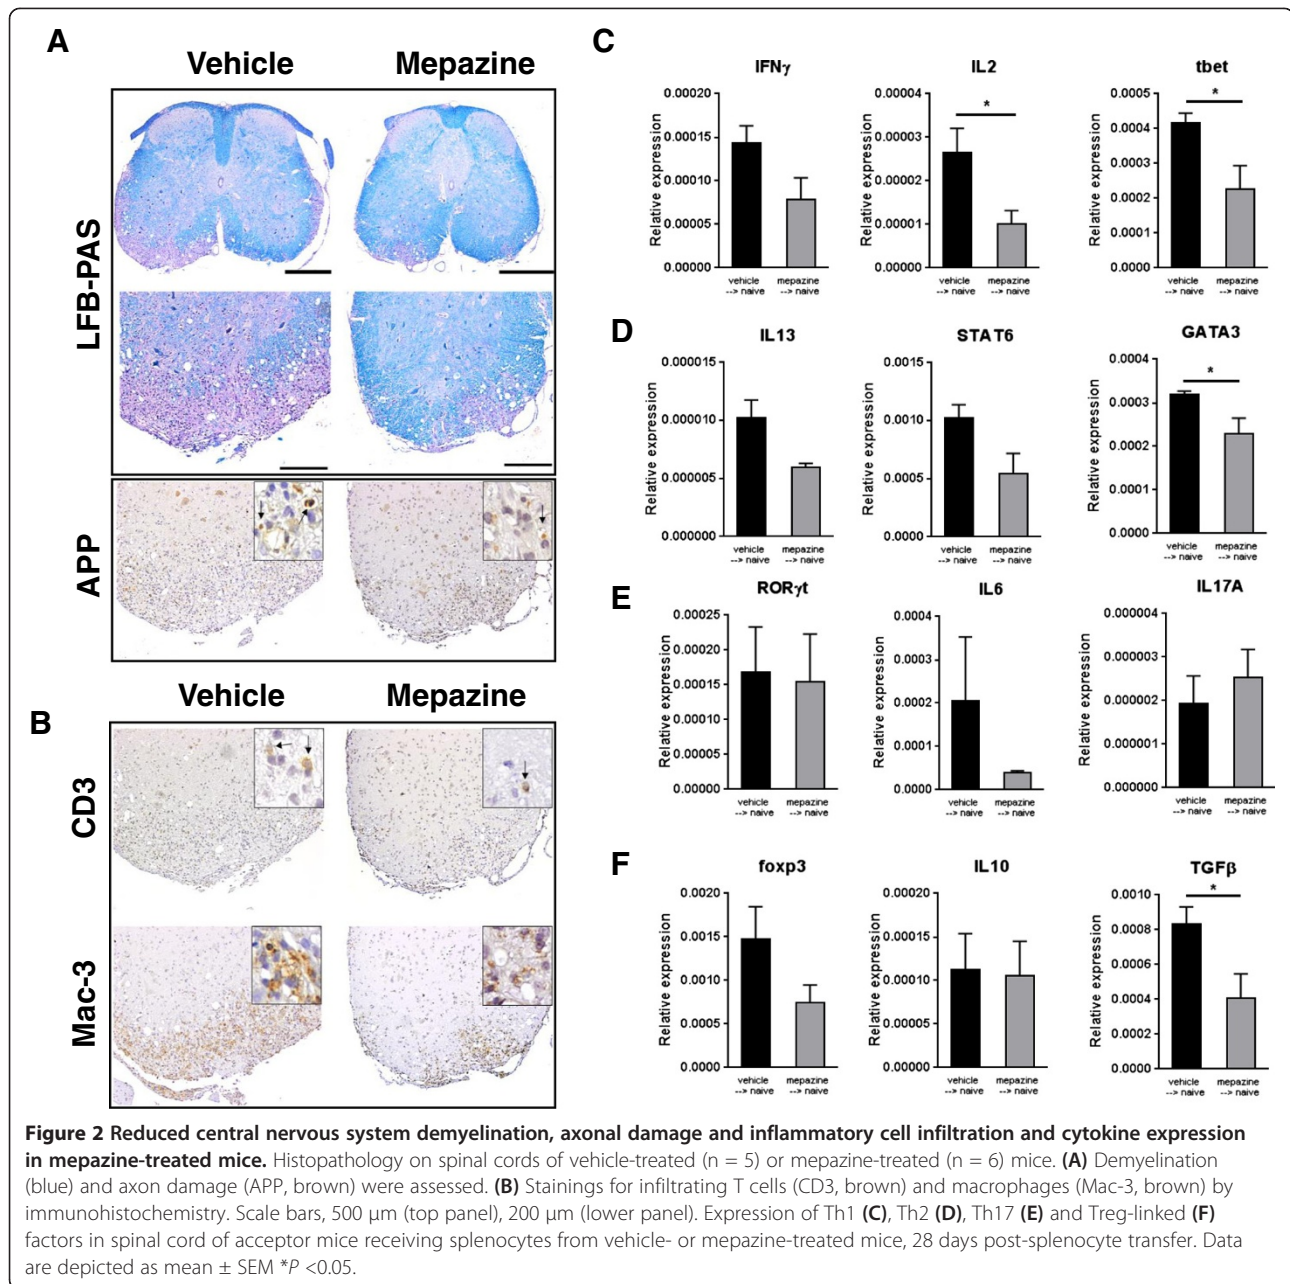 A
Vehicle Mepazine
LFB-PAS
APP
B
Vehicle Mepazine
CD3
Mac-3
C
IFNγ
Relative expression
0.00020
0.00015
0.00010
0.00005
0.00000
vehicle --> naive
mepazine --> naive
IL2
*
Relative expression
0.00004
0.00003
0.00002
0.00001
0.00000
vehicle --> naive
mepazine --> naive
tbet
*
Relative expression
0.0005
0.0004
0.0003
0.0002
0.0001
0.0000
vehicle --> naive
mepazine --> naive
D
IL13
Relative expression
0.000015
0.000010
0.000005
0.000000
vehicle --> naive
mepazine --> naive
STAT6
Relative expression
0.0015
0.0010
0.0005
0.0000
vehicle --> naive
mepazine --> naive
GATA3
*
Relative expression
0.0004
0.0003
0.0002
0.0001
0.0000
vehicle --> naive
mepazine --> naive
E
RORγt
Relative expression
0.00025
0.00020
0.00015
0.00010
0.00005
0.00000
vehicle --> naive
mepazine --> naive
IL6
Relative expression
0.0004
0.0003
0.0002
0.0001
0.0000
vehicle --> naive
mepazine --> naive
IL17A
Relative expression
0.000004
0.000003
0.000002
0.000001
0.000000
vehicle --> naive
mepazine --> naive
F
foxp3
Relative expression
0.0020
0.0015
0.0010
0.0005
0.0000
vehicle --> naive
mepazine --> naive
IL10
Relative expression
0.00020
0.00015
0.00010
0.00005
0.00000
vehicle --> naive
mepazine --> naive
TGFβ
*
Relative expression
0.0010
0.0008
0.0006
0.0004
0.0002
0.0000
vehicle --> naive
mepazine --> naive
Figure 2 Reduced central nervous system demyelination, axonal damage and inflammatory cell infiltration and cytokine expression
in mepazine-treated mice. Histopathology on spinal cords of vehicle-treated (n = 5) or mepazine-treated (n = 6) mice. (A) Demyelination
(blue) and axon damage (APP, brown) were assessed. (B) Stainings for infiltrating T cells (CD3, brown) and macrophages (Mac-3, brown) by
immunohistochemistry. Scale bars, 500 μm (top panel), 200 μm (lower panel). Expression of Th1 (C), Th2 (D), Th17 (E) and Treg-linked (F)
factors in spinal cord of acceptor mice receiving splenocytes from vehicle- or mepazine-treated mice, 28 days post-splenocyte transfer. Data
are depicted as mean ± SEM *P <0.05.